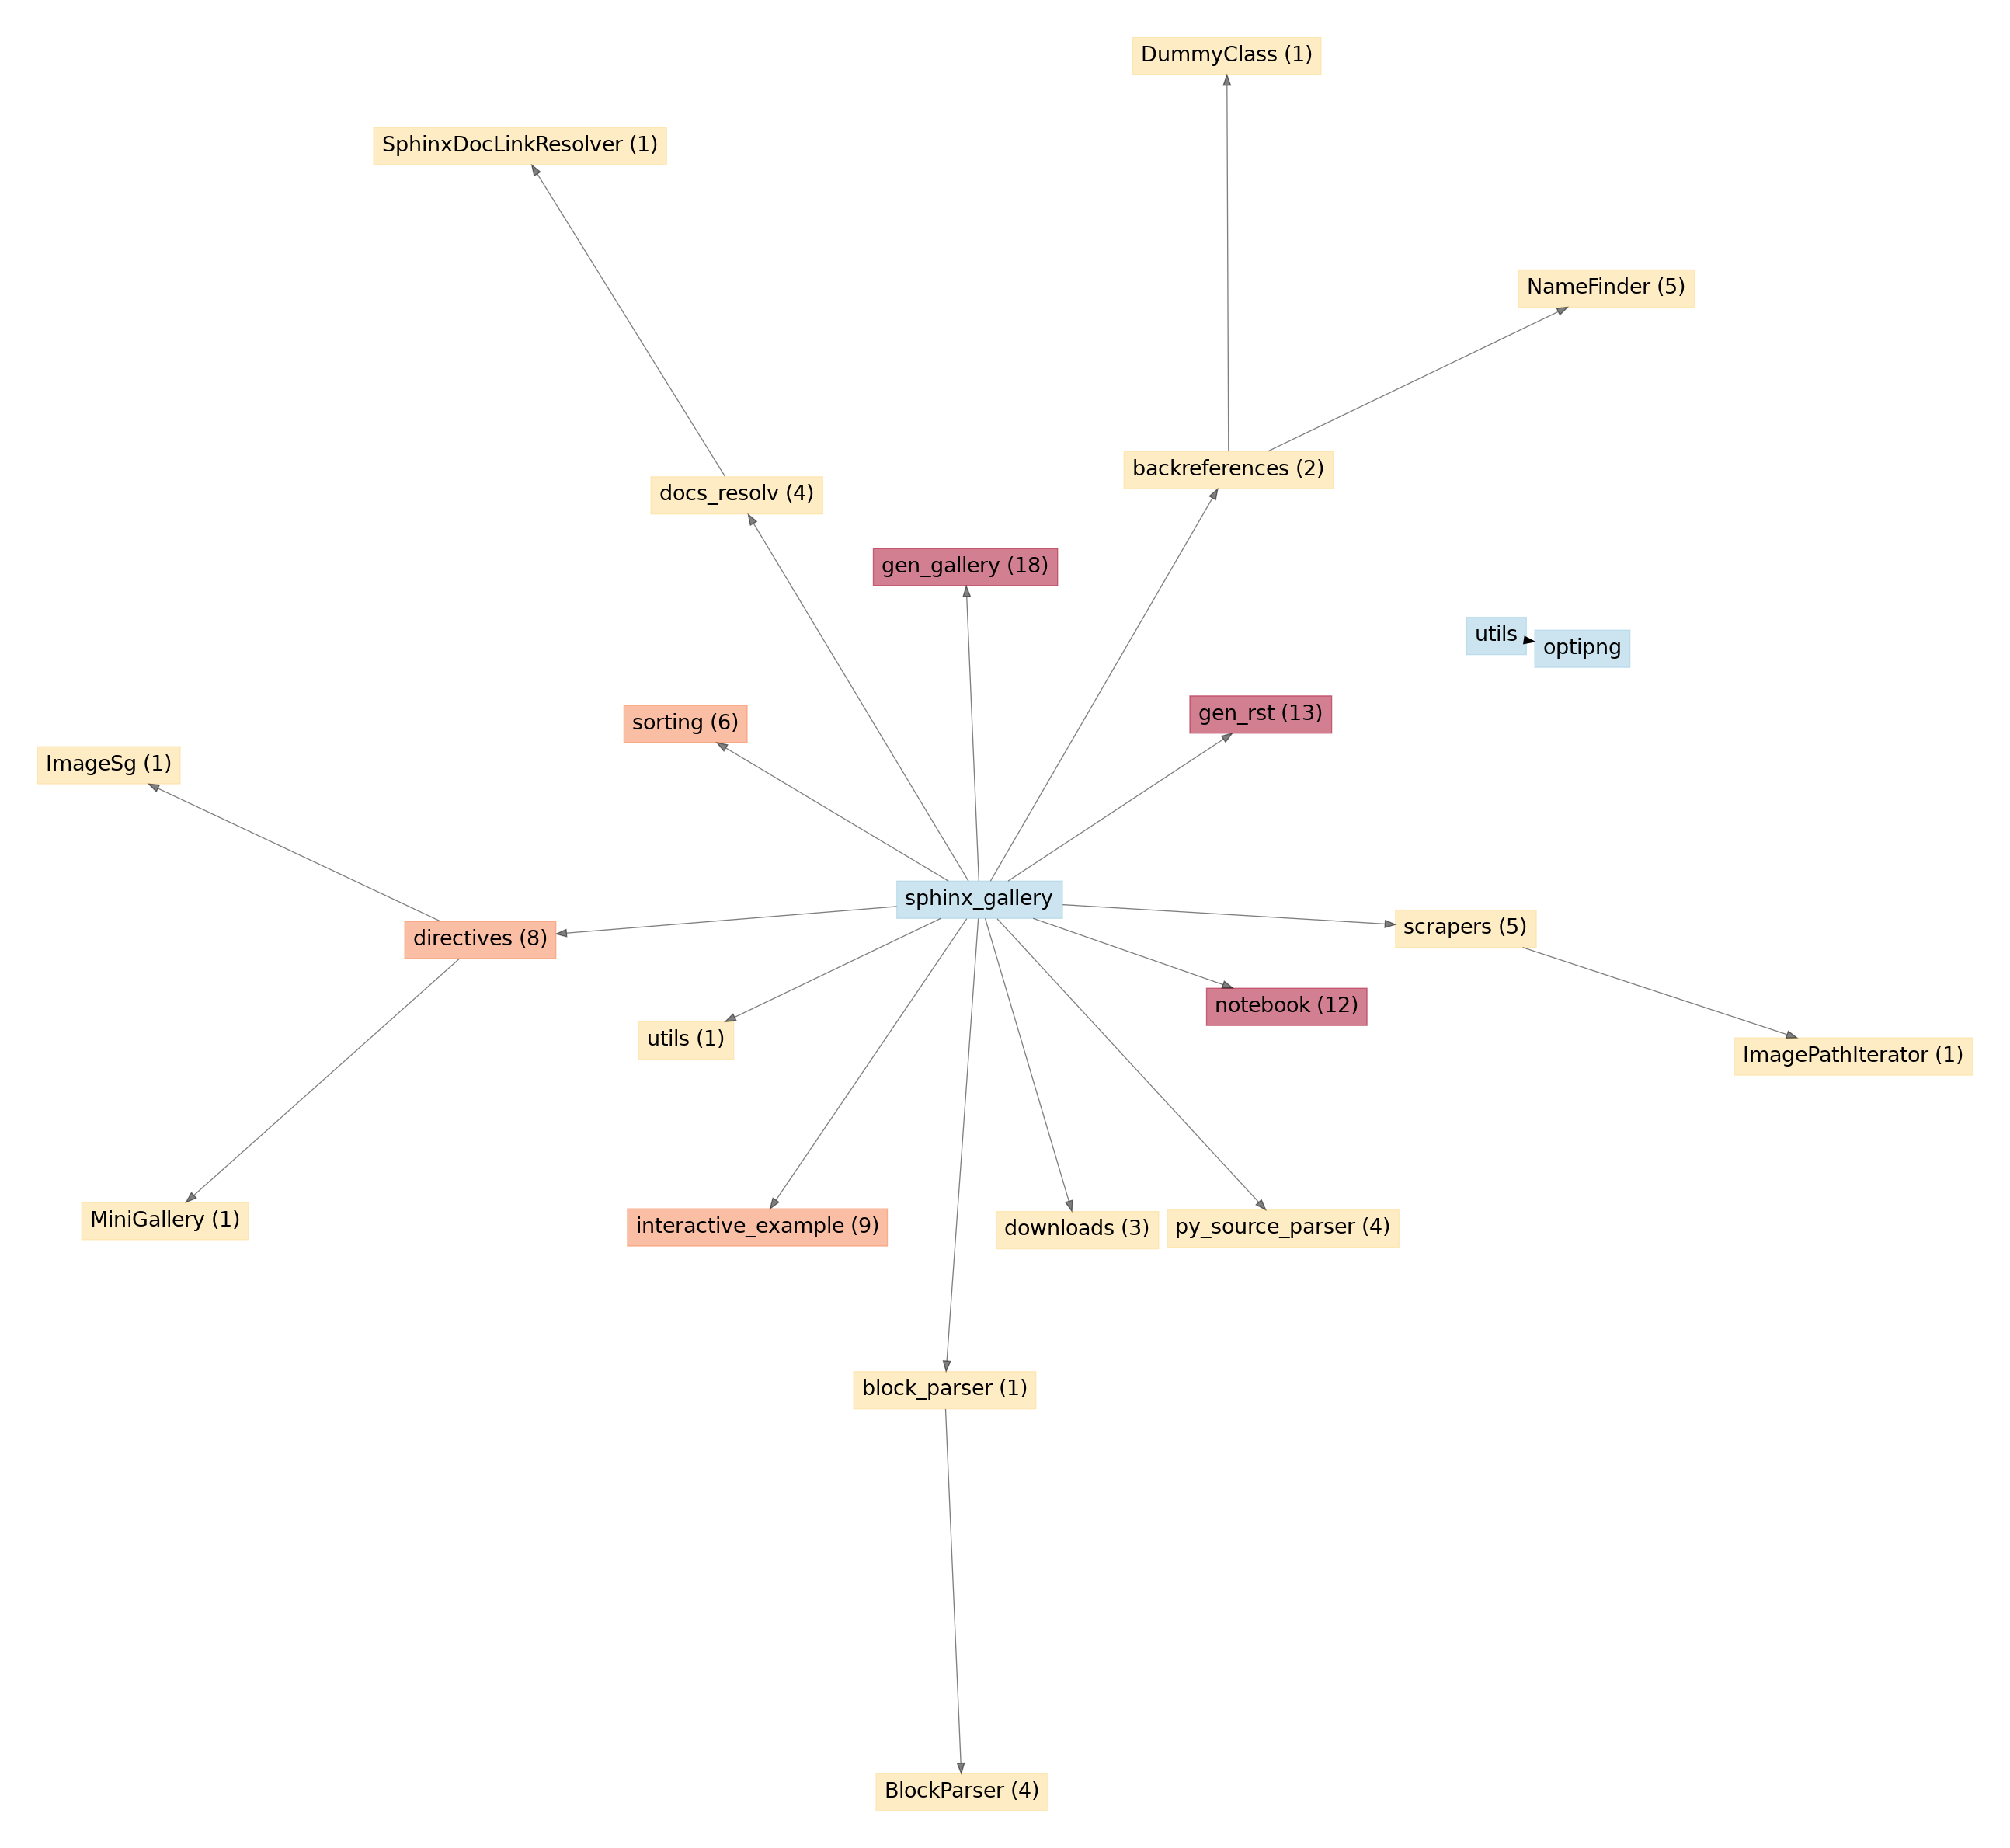 DummyClass (1)
SphinxDocLinkResolver (1)
NameFinder (5)
backreferences (2)
docs_resolv (4)
gen_gallery (18)
utils
optipng
gen_rst (13)
sorting (6)
ImageSg (1)
sphinx_gallery
scrapers (5)
directives (8)
notebook (12)
utils (1)
ImagePathIterator (1)
MiniGallery (1)
interactive_example (9)
downloads (3)
py_source_parser (4)
block_parser (1)
BlockParser (4)